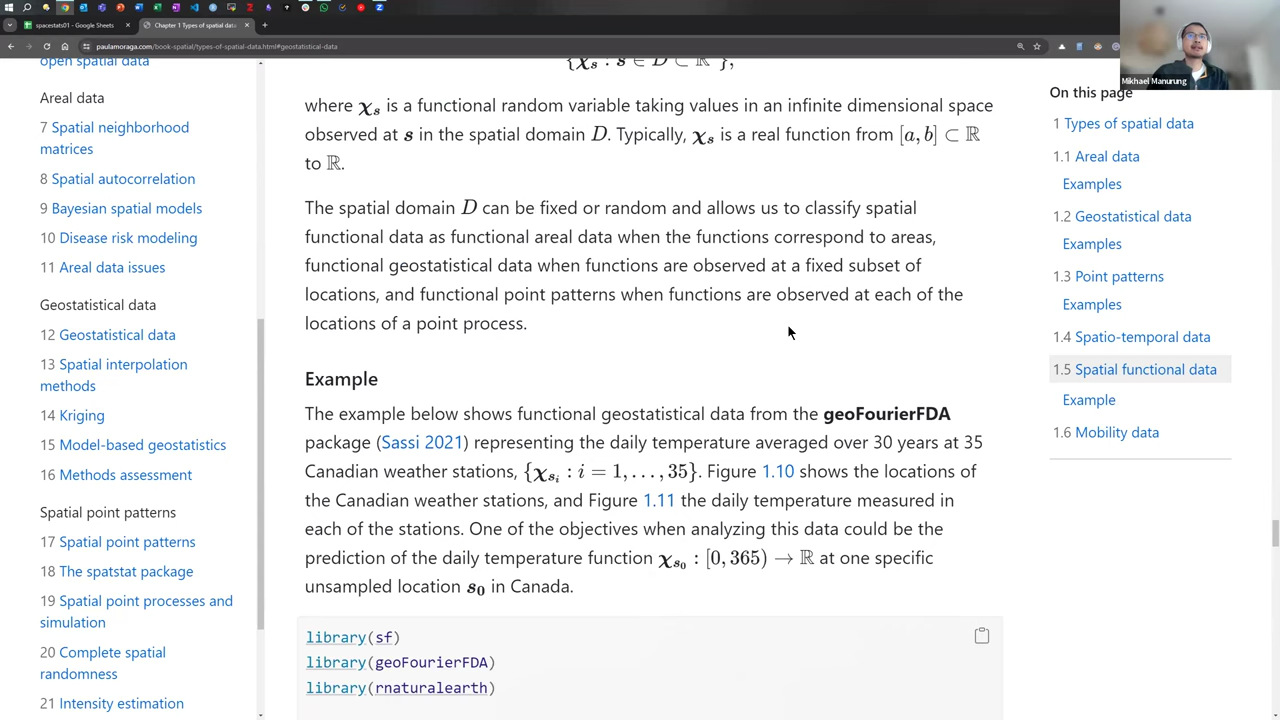 spacestats01 - Google Sheets
Chapter 1 Types of spatial data
paulamoraga.com/book-spatial/types-of-spatial-data.html#geostatistical-data
Mikhael Manurung
open spatial data
Areal data
7 Spatial neighborhood
matrices
8 Spatial autocorrelation
9 Bayesian spatial models
10 Disease risk modeling
11 Areal data issues
Geostatistical data
12 Geostatistical data
13 Spatial interpolation
methods
14 Kriging
15 Model-based geostatistics
16 Methods assessment
Spatial point patterns
17 Spatial point patterns
18 The spatstat package
19 Spatial point processes and
simulation
20 Complete spatial
randomness
21 Intensity estimation
{χs : s ∈ D ⊂ ℝ },
where χs is a functional random variable taking values in an infinite dimensional space
observed at s in the spatial domain D. Typically, χs is a real function from [a, b] ⊂ ℝ
to ℝ.
The spatial domain D can be fixed or random and allows us to classify spatial
functional data as functional areal data when the functions correspond to areas,
functional geostatistical data when functions are observed at a fixed subset of
locations, and functional point patterns when functions are observed at each of the
locations of a point process.
Example
The example below shows functional geostatistical data from the geoFourierFDA
package (Sassi 2021) representing the daily temperature averaged over 30 years at 35
Canadian weather stations, {χsi : i = 1, . . . , 35}. Figure 1.10 shows the locations of
the Canadian weather stations, and Figure 1.11 the daily temperature measured in
each of the stations. One of the objectives when analyzing this data could be the
prediction of the daily temperature function χs0 : [0, 365) → ℝ at one specific
unsampled location s0 in Canada.
library(sf)
library(geoFourierFDA)
library(rnaturalearth)
On this page
1 Types of spatial data
1.1 Areal data
Examples
1.2 Geostatistical data
Examples
1.3 Point patterns
Examples
1.4 Spatio-temporal data
1.5 Spatial functional data
Example
1.6 Mobility data